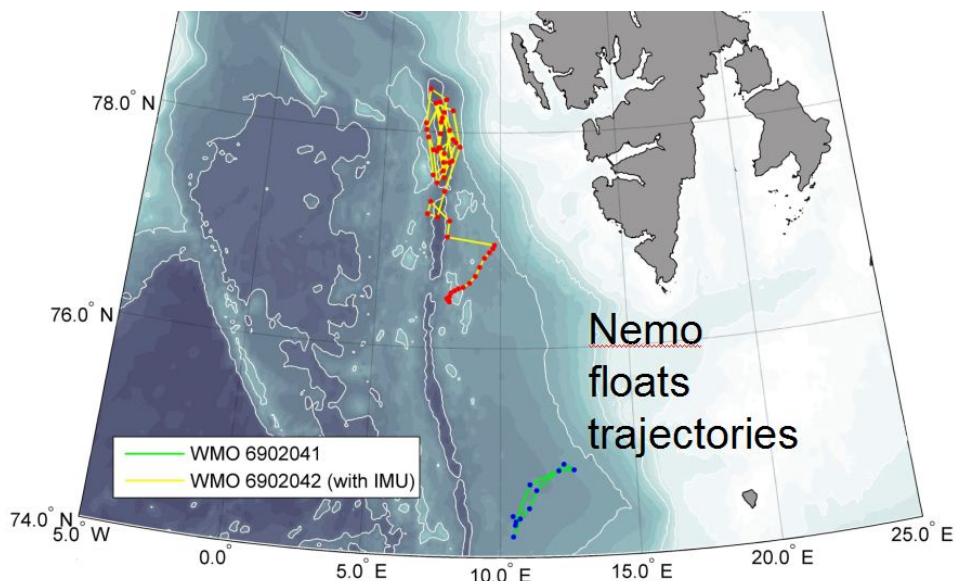 78.0° N
76.0° N
Nemo
floats
trajectories
WMO 6902041
WMO 6902042 (with IMU)
74.0° N
5.0° W
0.0° E
5.0° E
10.0° E
15.0° E
20.0° E
25.0° E